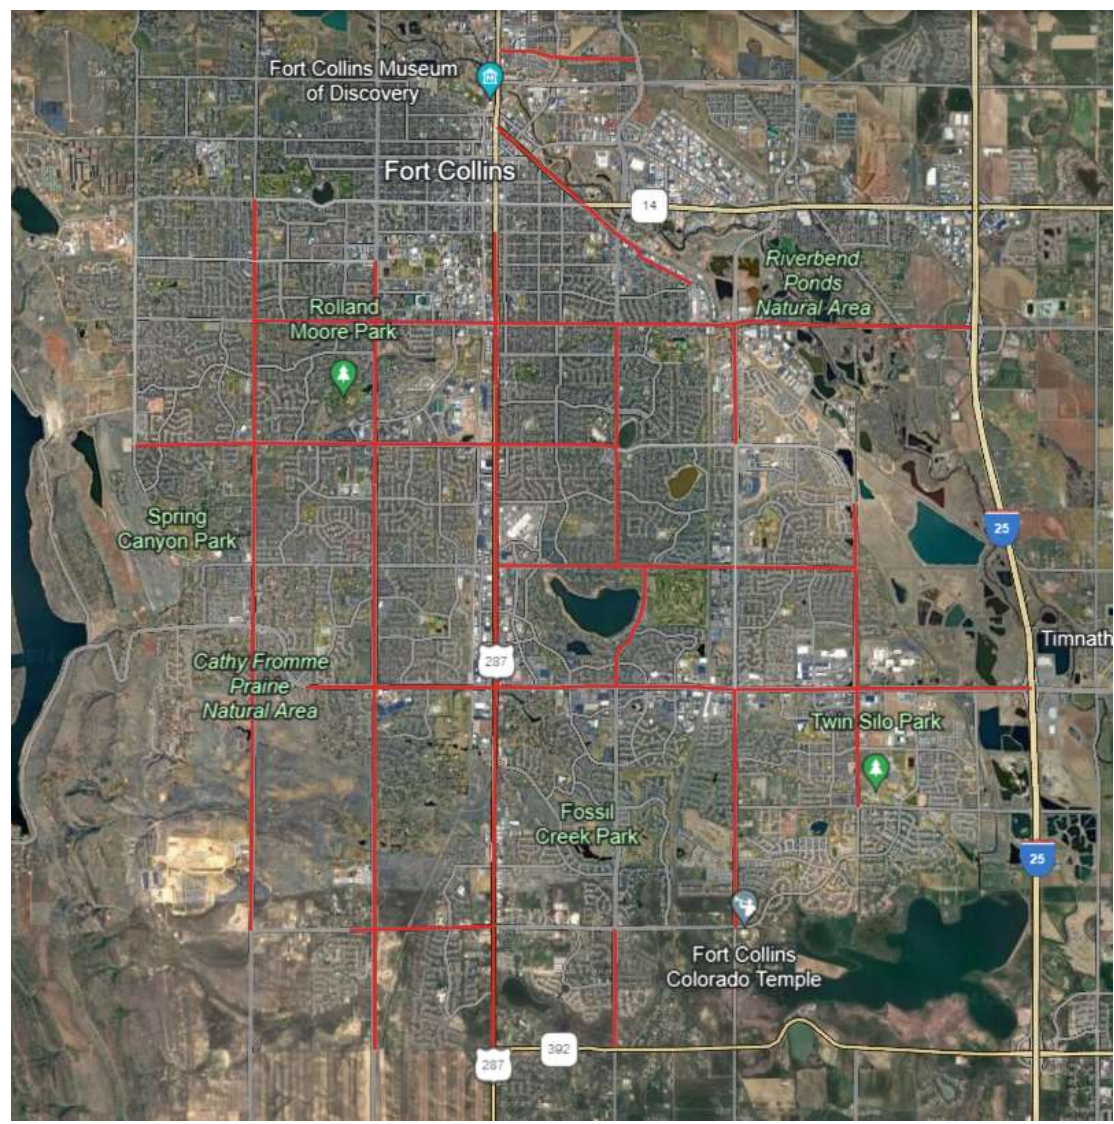 Fort Collins Museum
of Discovery
Fort Collins
14
Riverbend
Ponds
Natural Area
Rolland
Moore Park
Spring
Canyon Park
25
Timnath
287
Cathy Fromme
Prairie
Natural Area
Twin Silo Park
Fossil
Creek Park
25
Fort Collins
Colorado Temple
392
287